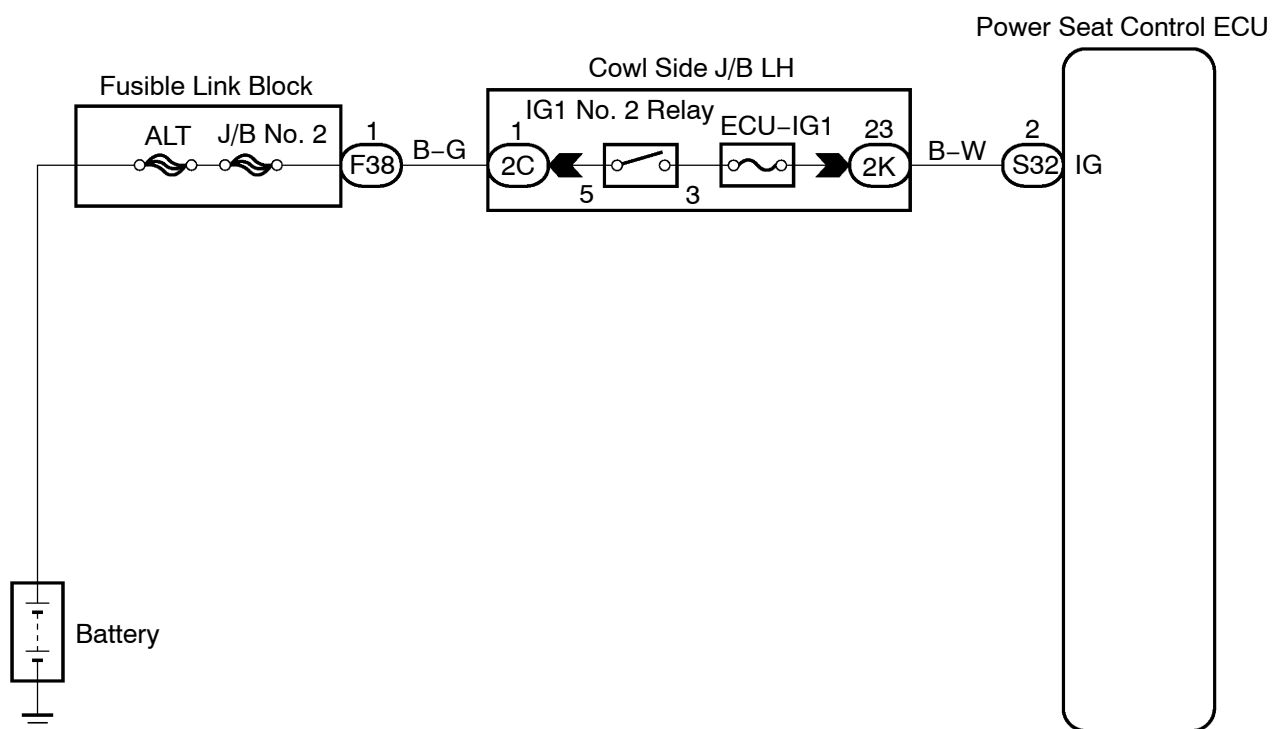 Power Seat Control ECU
Fusible Link Block
Cowl Side J/B LH
ALT
J/B No. 2
1
F38
B–G
IG1 No. 2 Relay
1
2C
5
3
ECU–IG1
23
2K
B–W
2
S32
IG
Battery